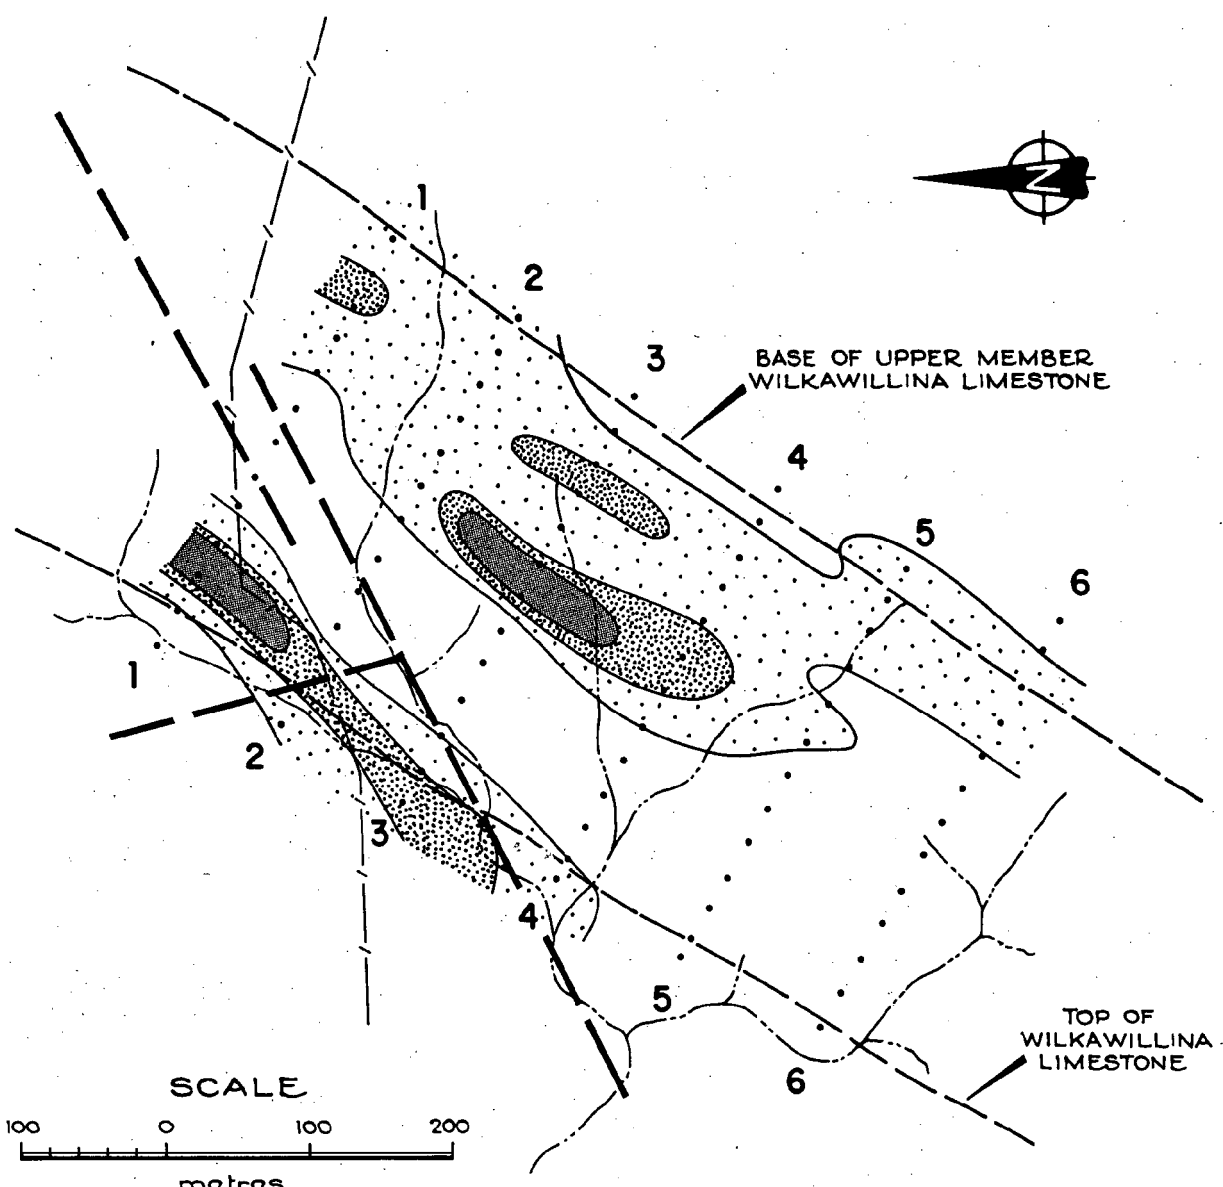 1
N
2
3
BASE OF UPPER MEMBER
WILKAWILLINA LIMESTONE
4
5
6
1
2
3
4
5
6
TOP OF
WILKAWILLINA
LIMESTONE
SCALE
100 0 100 200
metres